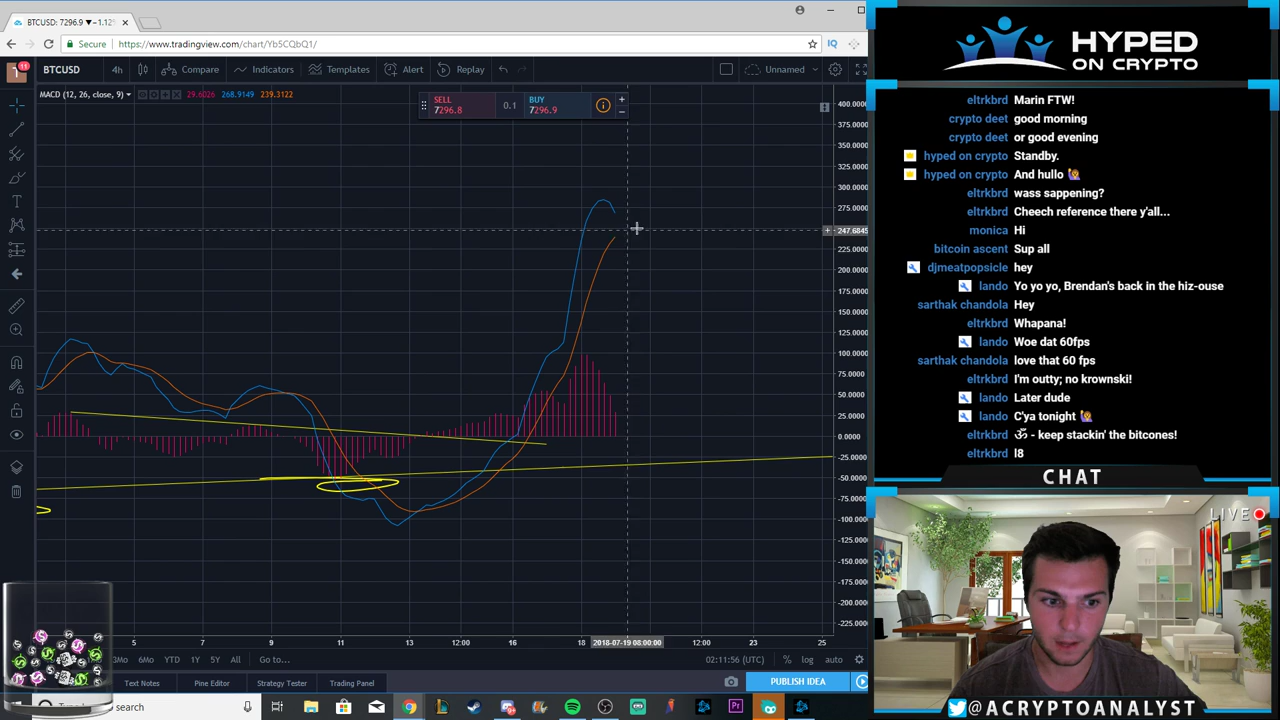 BTCUSD: 7296.9 ▼−1.12%
Secure
https://www.tradingview.com/chart/Yb5CQbQ1/
IQ
11
BTCUSD 4h Compare Indicators Templates Alert Replay Unnamed
MACD (12, 26, close, 9) 29.6026 268.9149 239.3122
SELL
7296.8
0.1
BUY
7296.9
400.0000
375.0000
350.0000
325.0000
300.0000
275.0000
247.6845
225.0000
200.0000
175.0000
150.0000
125.0000
100.0000
75.0000
50.0000
25.0000
0.0000
-25.0000
-50.0000
-75.0000
-100.0000
-125.0000
-150.0000
-175.0000
-200.0000
-225.0000
5 7 9 11 13 12:00 16 18 2018-07-19 08:00:00 12:00 23 25
3Mo 6Mo YTD 1Y 5Y All Go to... 02:11:56 (UTC) % log auto
Text Notes Pine Editor Strategy Tester Trading Panel PUBLISH IDEA
search
HYPED
ON CRYPTO
eltrkbrd Marin FTW!
crypto deet good morning
crypto deet or good evening
hyped on crypto Standby.
hyped on crypto And hullo 🙋
eltrkbrd wass sappening?
eltrkbrd Cheech reference there y'all...
monica Hi
bitcoin ascent Sup all
djmeatpopsicle hey
lando Yo yo yo, Brendan's back in the hiz-ouse
sarthak chandola Hey
eltrkbrd Whapana!
lando Woe dat 60fps
sarthak chandola love that 60 fps
eltrkbrd I'm outty; no krownski!
lando Later dude
lando C'ya tonight 🙋
eltrkbrd ॐ - keep stackin' the bitcones!
eltrkbrd l8
CHAT
LIVE
@ACRYPTOANALYST